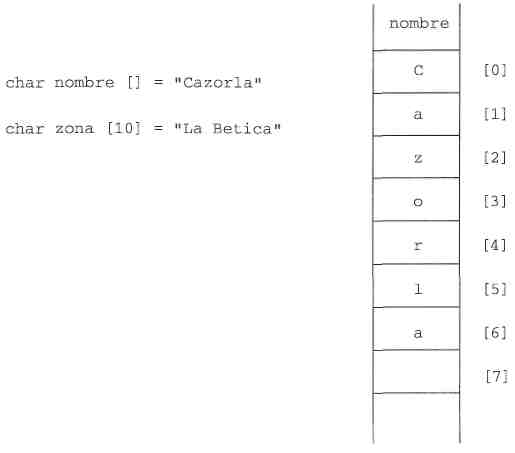 nombre
C [0]
char nombre [] = "Cazorla"
a [1]
char zona [10] = "La Betica"
z [2]
o [3]
r [4]
l [5]
a [6]
[7]